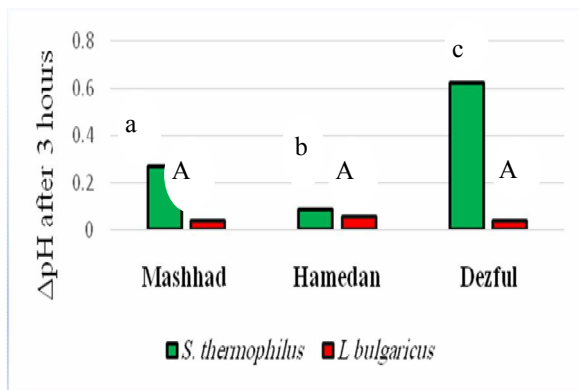 ΔpH after 3 hours
0.8
0.6
0.4
0.2
0
a
A
b
A
c
A
Mashhad
Hamedan
Dezful
S. thermophilus
L bulgaricus